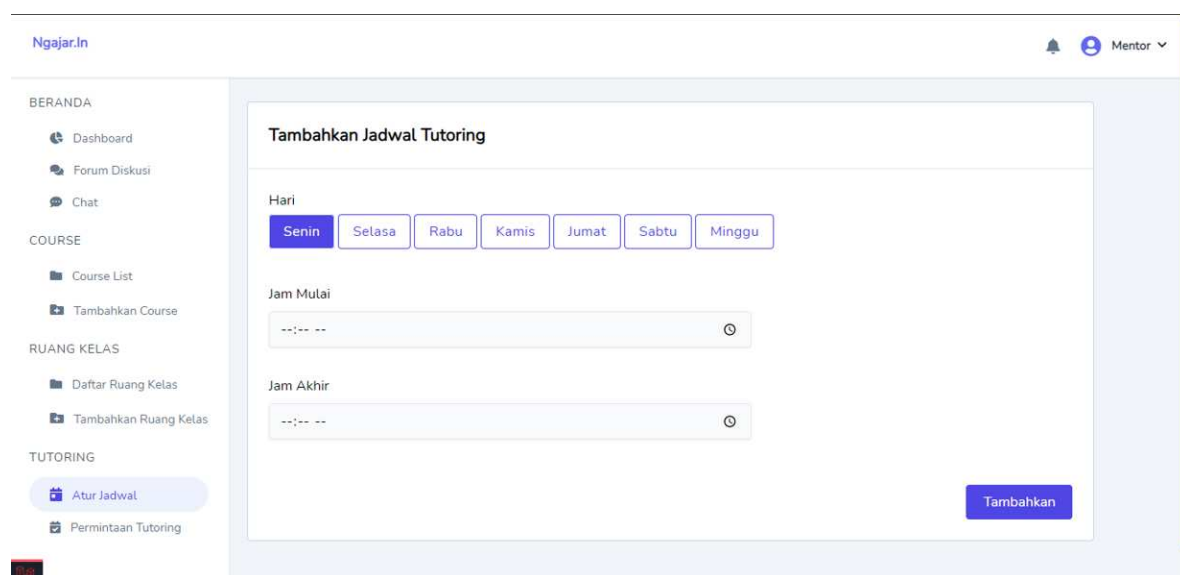 Ngajar.In
Mentor
BERANDA
Dashboard
Forum Diskusi
Chat
COURSE
Course List
Tambahkan Course
RUANG KELAS
Daftar Ruang Kelas
Tambahkan Ruang Kelas
TUTORING
Atur Jadwal
Permintaan Tutoring
Tambahkan Jadwal Tutoring
Hari
Senin Selasa Rabu Kamis Jumat Sabtu Minggu
Jam Mulai
--:-- --
Jam Akhir
--:-- --
Tambahkan